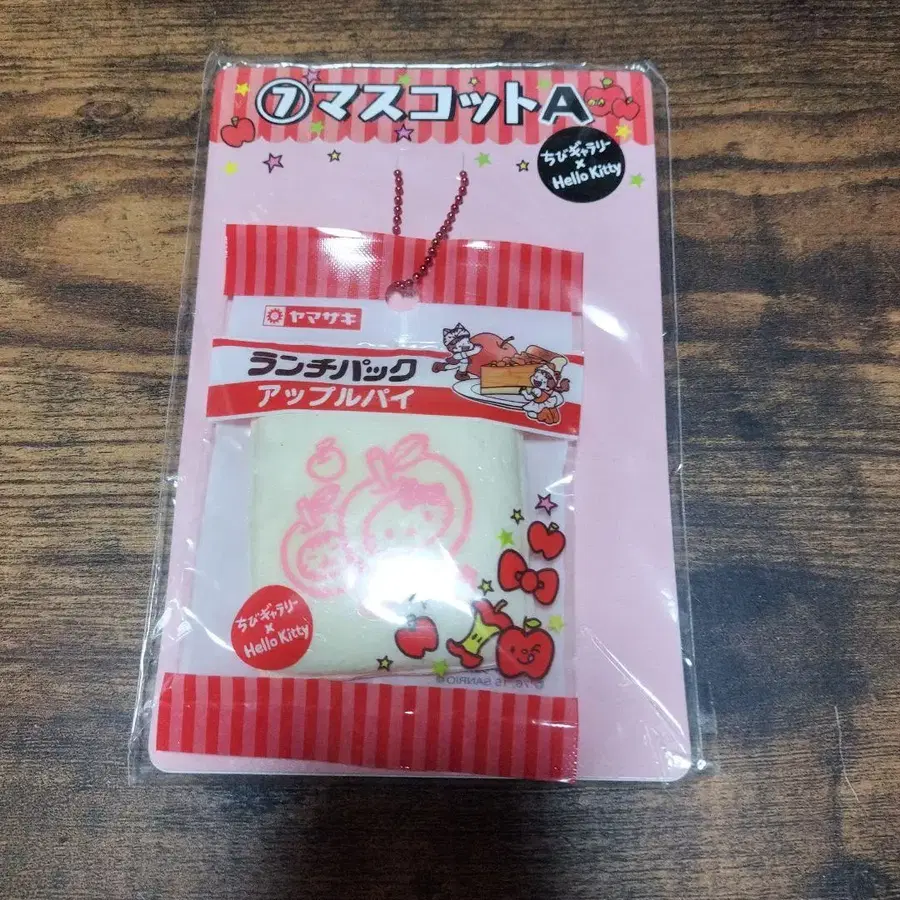 ⑦マスコットA
ちびギャラリー
×
Hello Kitty
ヤマザキ
ランチパック
アップルパイ
ちびギャラリー
×
Hello Kitty
SANRIO